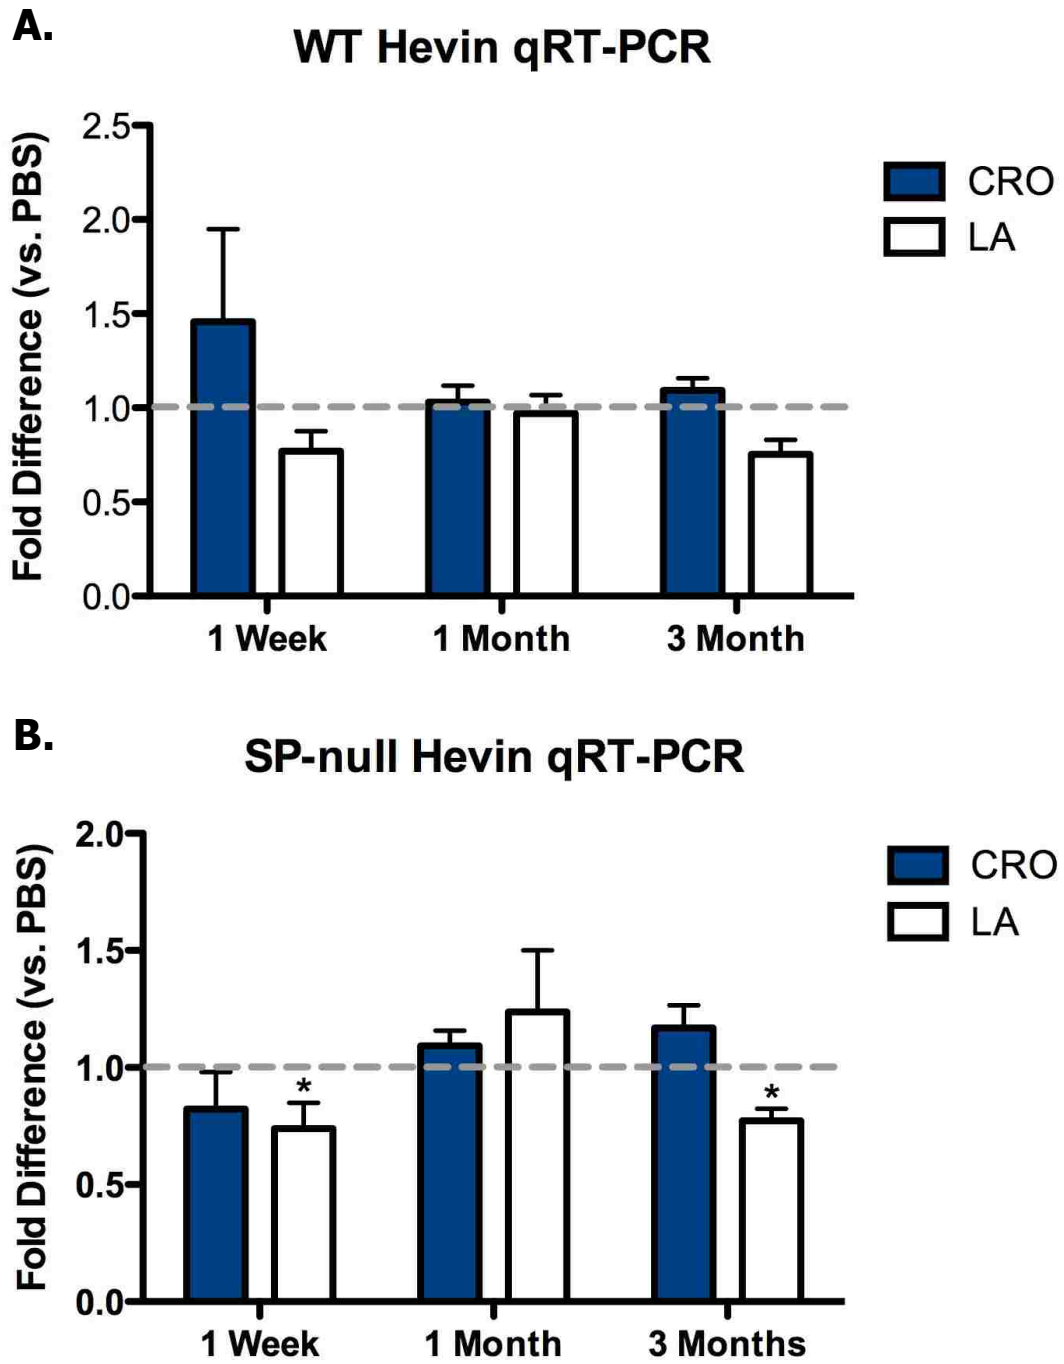 A.
WT Hevin qRT-PCR
Fold Difference (vs. PBS)
2.5
2.0
1.5
1.0
0.5
0.0
1 Week
1 Month
3 Month
CRO
LA
B.
SP-null Hevin qRT-PCR
Fold Difference (vs. PBS)
2.0
1.5
1.0
0.5
0.0
*
*
1 Week
1 Month
3 Months
CRO
LA